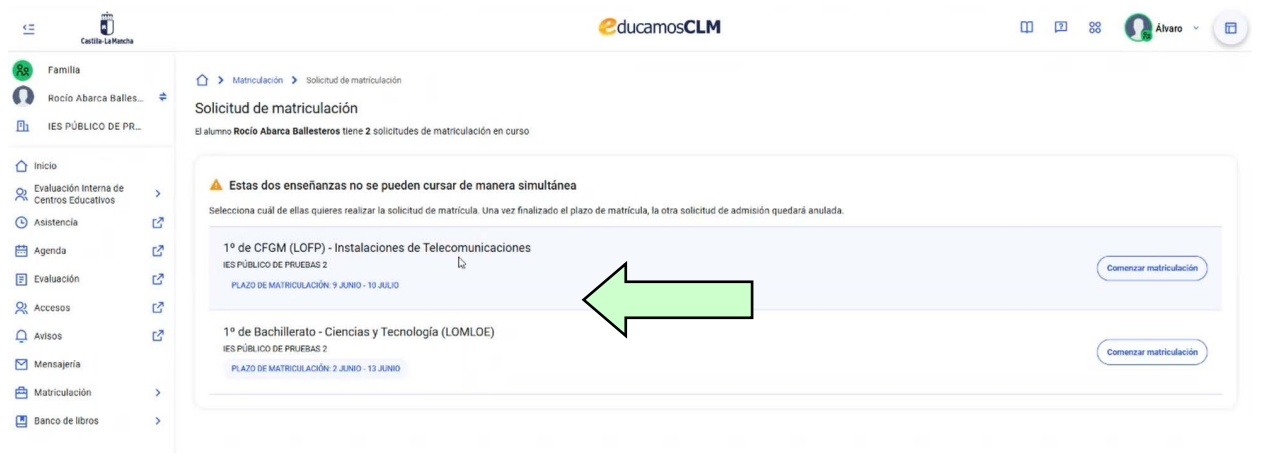 Castilla-La Mancha
educamosCLM
Álvaro
Familia
Rocío Abarca Balles...
IES PÚBLICO DE PR...
Inicio
Evaluación Interna de
Centros Educativos
Asistencia
Agenda
Evaluación
Accesos
Avisos
Mensajería
Matriculación
Banco de libros
Matriculación
Solicitud de matriculación
Solicitud de matriculación
El alumno Rocío Abarca Ballesteros tiene 2 solicitudes de matriculación en curso
Estas dos enseñanzas no se pueden cursar de manera simultánea
Selecciona cuál de ellas quieres realizar la solicitud de matrícula. Una vez finalizado el plazo de matrícula, la otra solicitud de admisión quedará anulada.
1º de CFGM (LOFP) - Instalaciones de Telecomunicaciones
IES PÚBLICO DE PRUEBAS 2
PLAZO DE MATRICULACIÓN: 9 JUNIO - 10 JULIO
Comenzar matriculación
1º de Bachillerato - Ciencias y Tecnología (LOMLOE)
IES PÚBLICO DE PRUEBAS 2
PLAZO DE MATRICULACIÓN: 2 JUNIO - 13 JUNIO
Comenzar matriculación